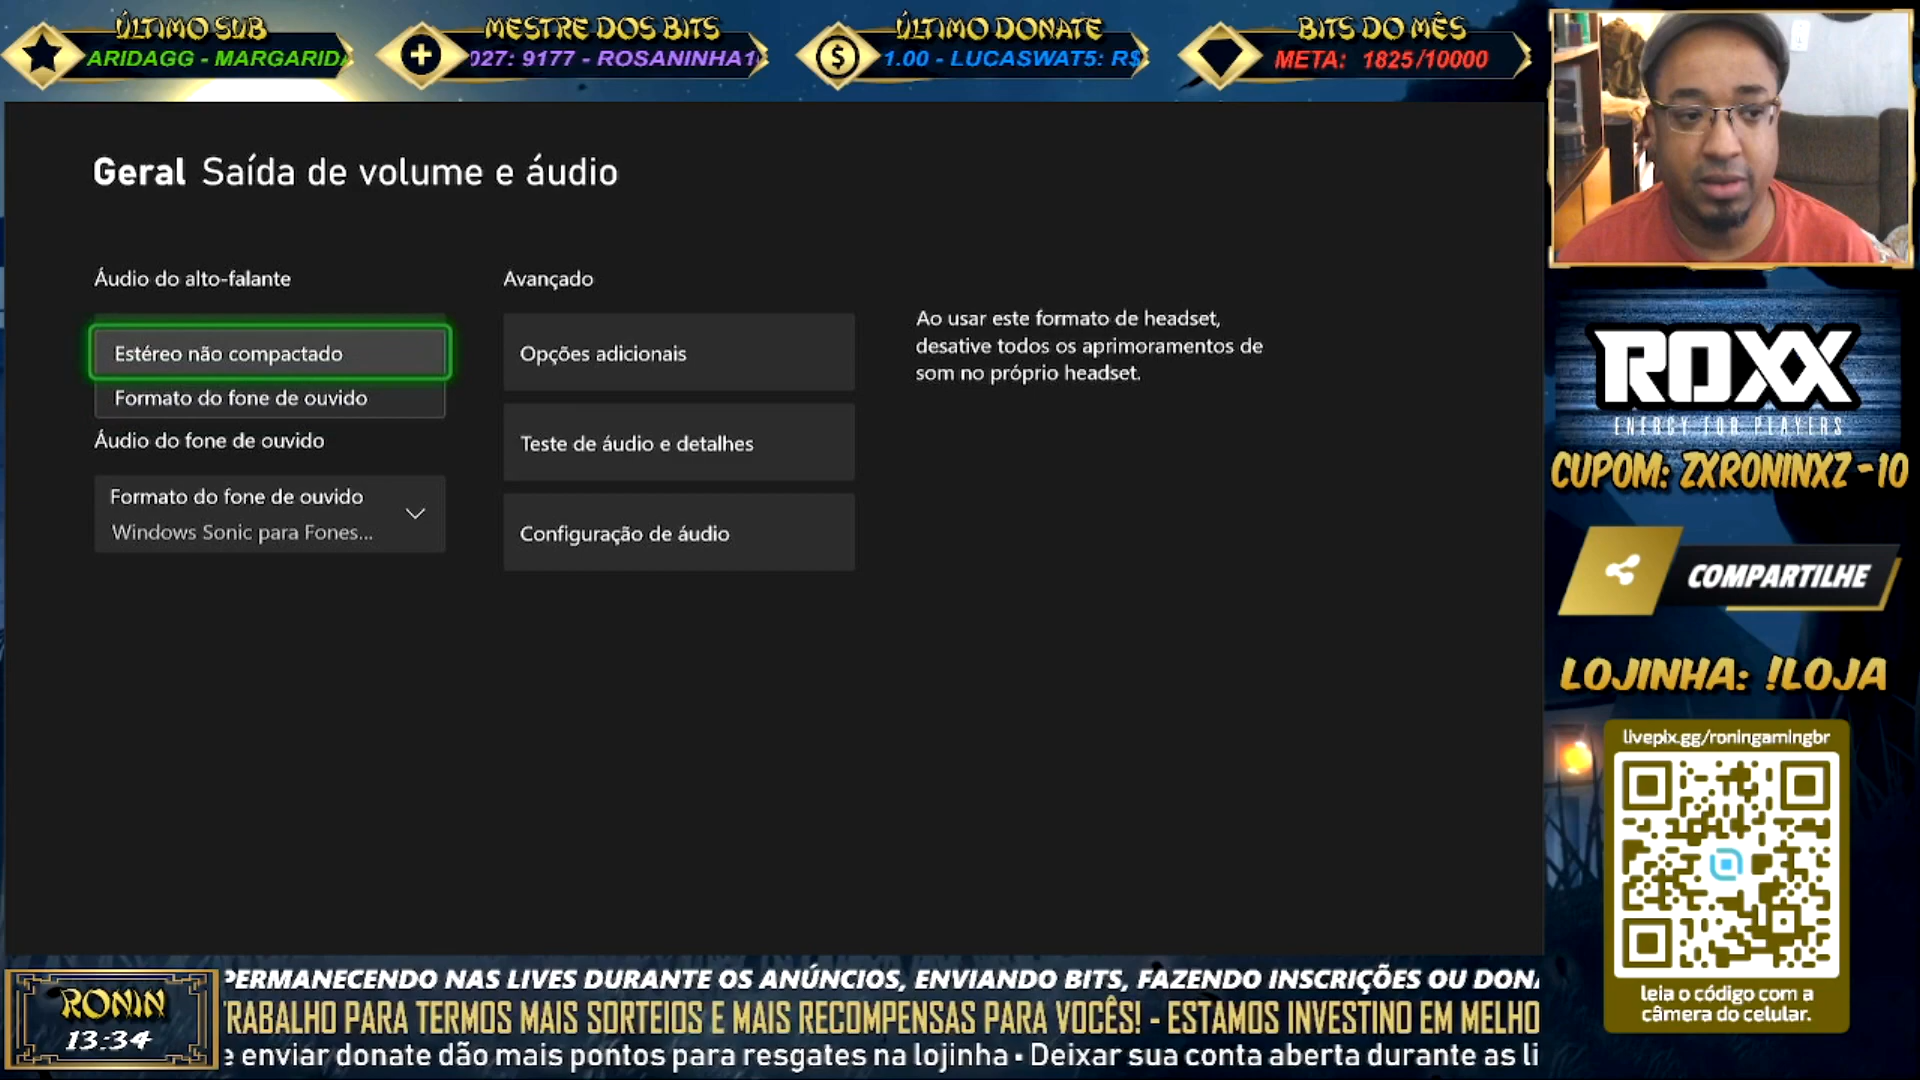 ÚLTIMO SUB
ARIDAGG - MARGARIDA
MESTRE DOS BITS
027: 9177 - ROSANINHA1
ÚLTIMO DONATE
1.00 - LUCASWAT5: R$
BITS DO MÊS
META: 1825/10000
Geral Saída de volume e áudio
Áudio do alto-falante
Estéreo não compactado
Formato do fone de ouvido
Áudio do fone de ouvido
Formato do fone de ouvido
Windows Sonic para Fones...
Avançado
Opções adicionais
Teste de áudio e detalhes
Configuração de áudio
Ao usar este formato de headset,
desative todos os aprimoramentos de
som no próprio headset.
ROXX
ENERGY FOR PLAYERS
CUPOM: ZXRONINXZ-10
COMPARTILHE
LOJINHA: !LOJA
livepix.gg/roningamingbr
leia o código com a
câmera do celular.
RONIN
13:34
PERMANECENDO NAS LIVES DURANTE OS ANÚNCIOS, ENVIANDO BITS, FAZENDO INSCRIÇÕES OU DONA
TRABALHO PARA TERMOS MAIS SORTEIOS E MAIS RECOMPENSAS PARA VOCÊS! - ESTAMOS INVESTINO EM MELHO
e enviar donate dão mais pontos para resgates na lojinha • Deixar sua conta aberta durante as li